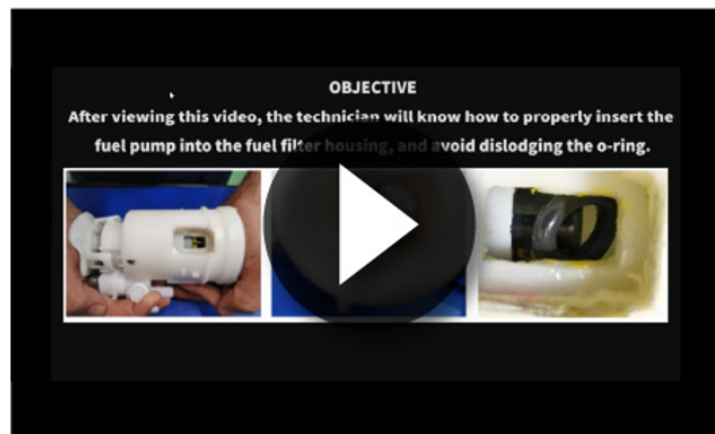 OBJECTIVE
After viewing this video, the technician will know how to properly insert the
fuel pump into the fuel filter housing, and avoid dislodging the o-ring.